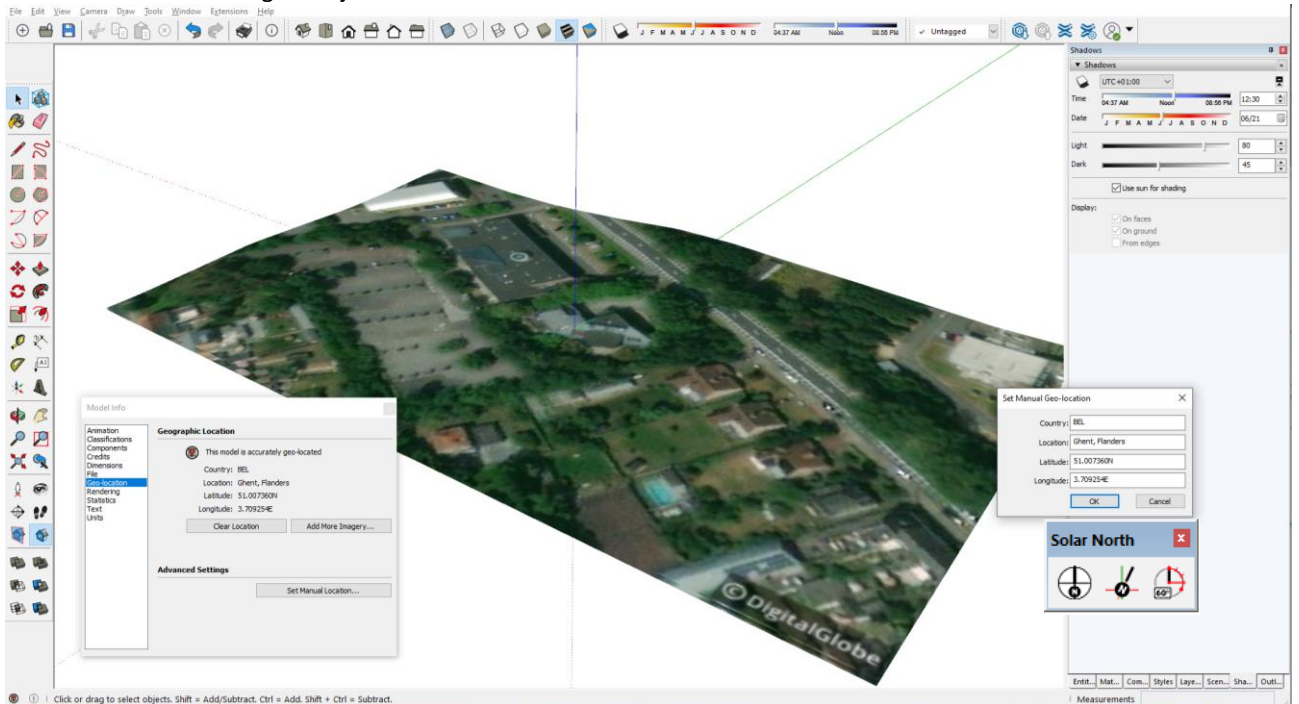 File Edit View Camera Draw Tools Window Extensions Help
J F M A M J J A S O N D
04:37 AM Noon 08:56 PM
Untagged
Shadows
Shadows
UTC+01:00
Time 04:37 AM Noon 08:56 PM 12:30
Date J F M A M J J A S O N D 06/21
Light 80
Dark 45
Use sun for shading
Display:
On faces
On ground
From edges
Model Info
Animation
Classifications
Components
Credits
Dimensions
File
Geo-location
Rendering
Statistics
Text
Units
Geographic Location
This model is accurately geo-located
Country: BEL
Location: Ghent, Flanders
Latitude: 51.007360N
Longitude: 3.709254E
Clear Location Add More Imagery...
Advanced Settings
Set Manual Location...
Set Manual Geo-location
Country: BEL
Location: Ghent, Flanders
Latitude: 51.007360N
Longitude: 3.709254E
OK Cancel
Solar North
N
N
60°
© DigitalGlobe
Entit... Mat... Com... Styles Laye... Scen... Sha... Outl...
Click or drag to select objects. Shift = Add/Subtract. Ctrl = Add. Shift + Ctrl = Subtract.
Measurements